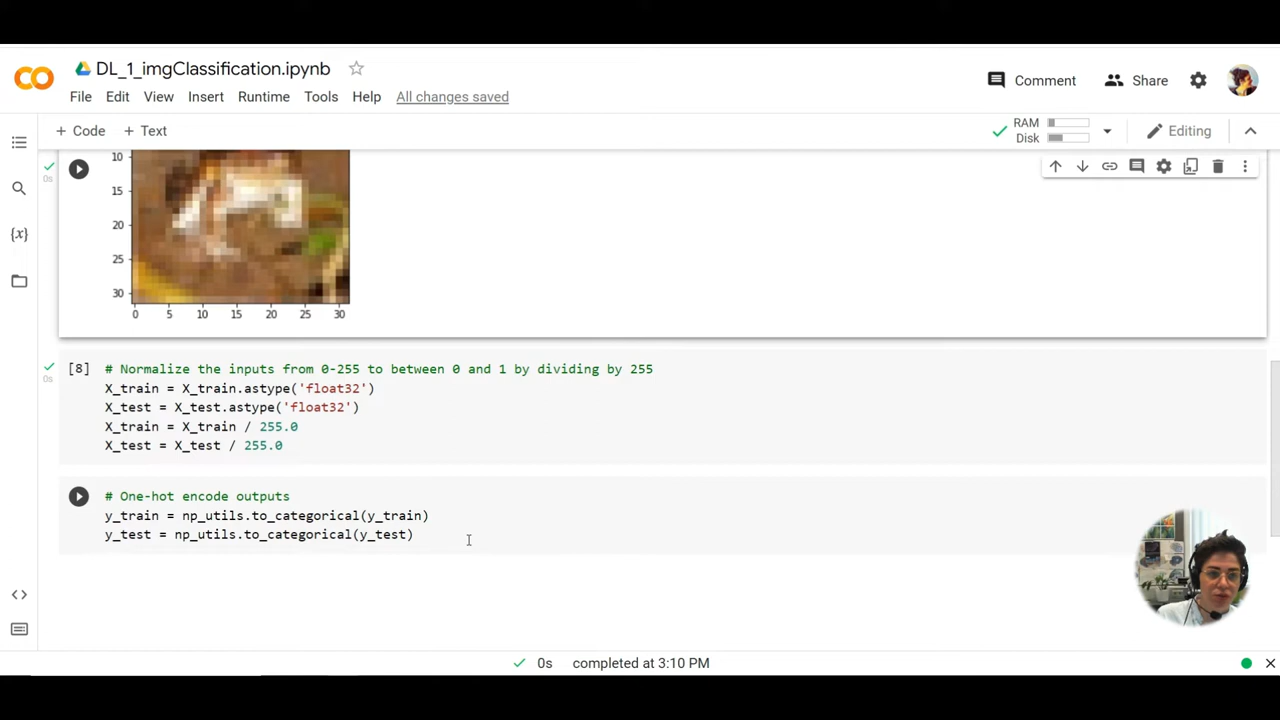 CO DL_1_imgClassification.ipynb
File Edit View Insert Runtime Tools Help All changes saved
Comment Share
+ Code + Text
RAM
Disk
Editing
10
15
20
25
30
0 5 10 15 20 25 30
0s
[8] # Normalize the inputs from 0-255 to between 0 and 1 by dividing by 255
0s
X_train = X_train.astype('float32')
X_test = X_test.astype('float32')
X_train = X_train / 255.0
X_test = X_test / 255.0
# One-hot encode outputs
y_train = np_utils.to_categorical(y_train)
y_test = np_utils.to_categorical(y_test)
{x}
<>
0s completed at 3:10 PM